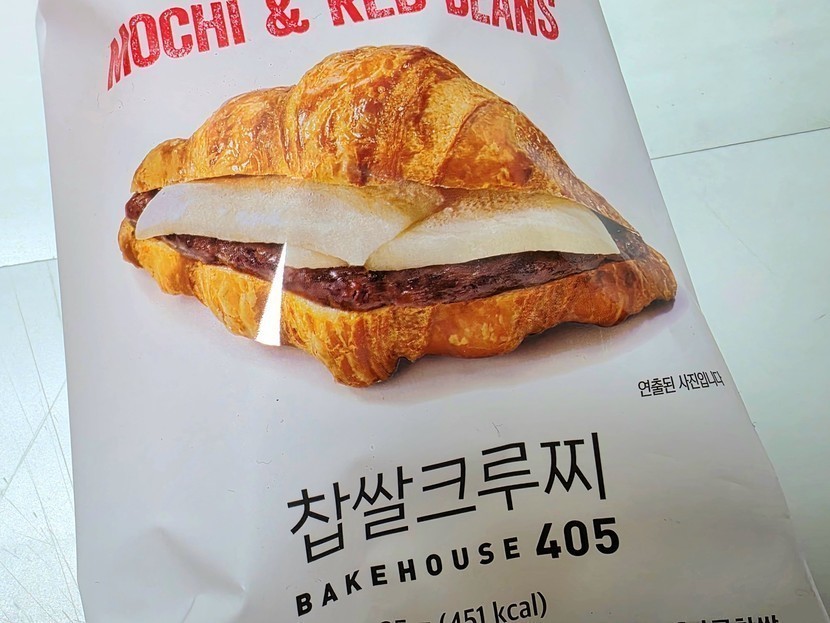 MOCHI & RED BEANS
연출된 사진입니다
찹쌀크루찌
BAKEHOUSE 405
(451 kcal)